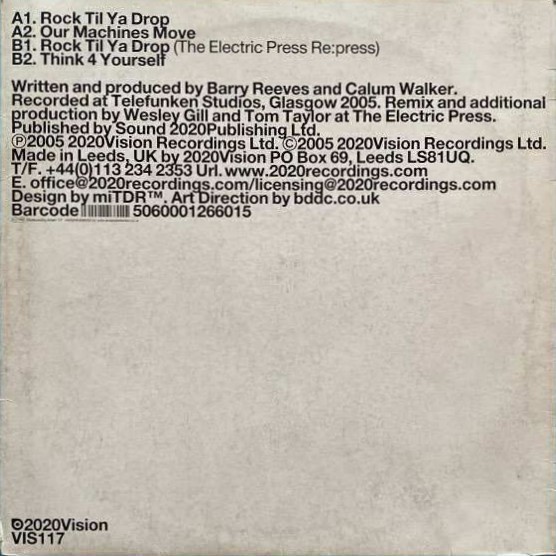 A1. Rock Til Ya Drop
A2. Our Machines Move
B1. Rock Til Ya Drop (The Electric Press Re:press)
B2. Think 4 Yourself
Written and produced by Barry Reeves and Calum Walker.
Recorded at Telefunken Studios, Glasgow 2005. Remix and additional
production by Wesley Gill and Tom Taylor at The Electric Press.
Published by Sound 2020Publishing Ltd.
℗2005 2020Vision Recordings Ltd. ©2005 2020Vision Recordings Ltd.
Made in Leeds, UK by 2020Vision PO Box 69, Leeds LS81UQ.
T/F. +44(0)113 234 2353 Url. www.2020recordings.com
E. office@2020recordings.com/licensing@2020recordings.com
Design by miTDR™. Art Direction by bddc.co.uk
Barcode 5060001266015
2020Vision
VIS117